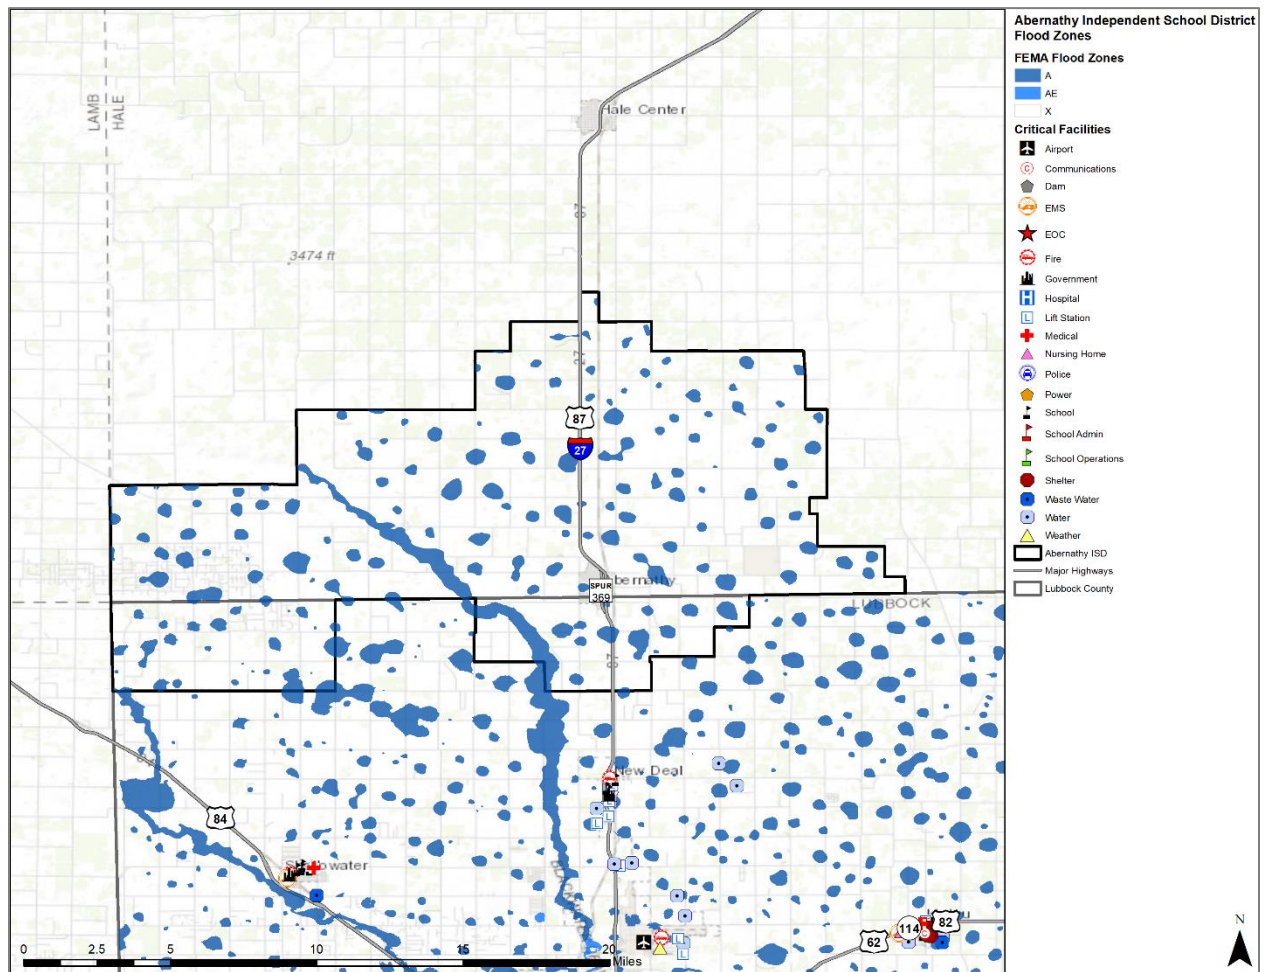 Abernathy Independent School District
Flood Zones
FEMA Flood Zones
A
AE
X
Critical Facilities
Airport
C Communications
Dam
EMS
EOC
Fire
Government
H Hospital
L Lift Station
Medical
Nursing Home
Police
Power
School
School Admin
School Operations
Shelter
Waste Water
Water
Weather
Abernathy ISD
Major Highways
Lubbock County
N
LAMB
HALE
Hale Center
3474 ft
27
87
27
bernathy
SPUR
369
LUBBOCK
New Deal
L
L
L
84
owater
82
114
62
0 2.5 5 10 15 20
Miles